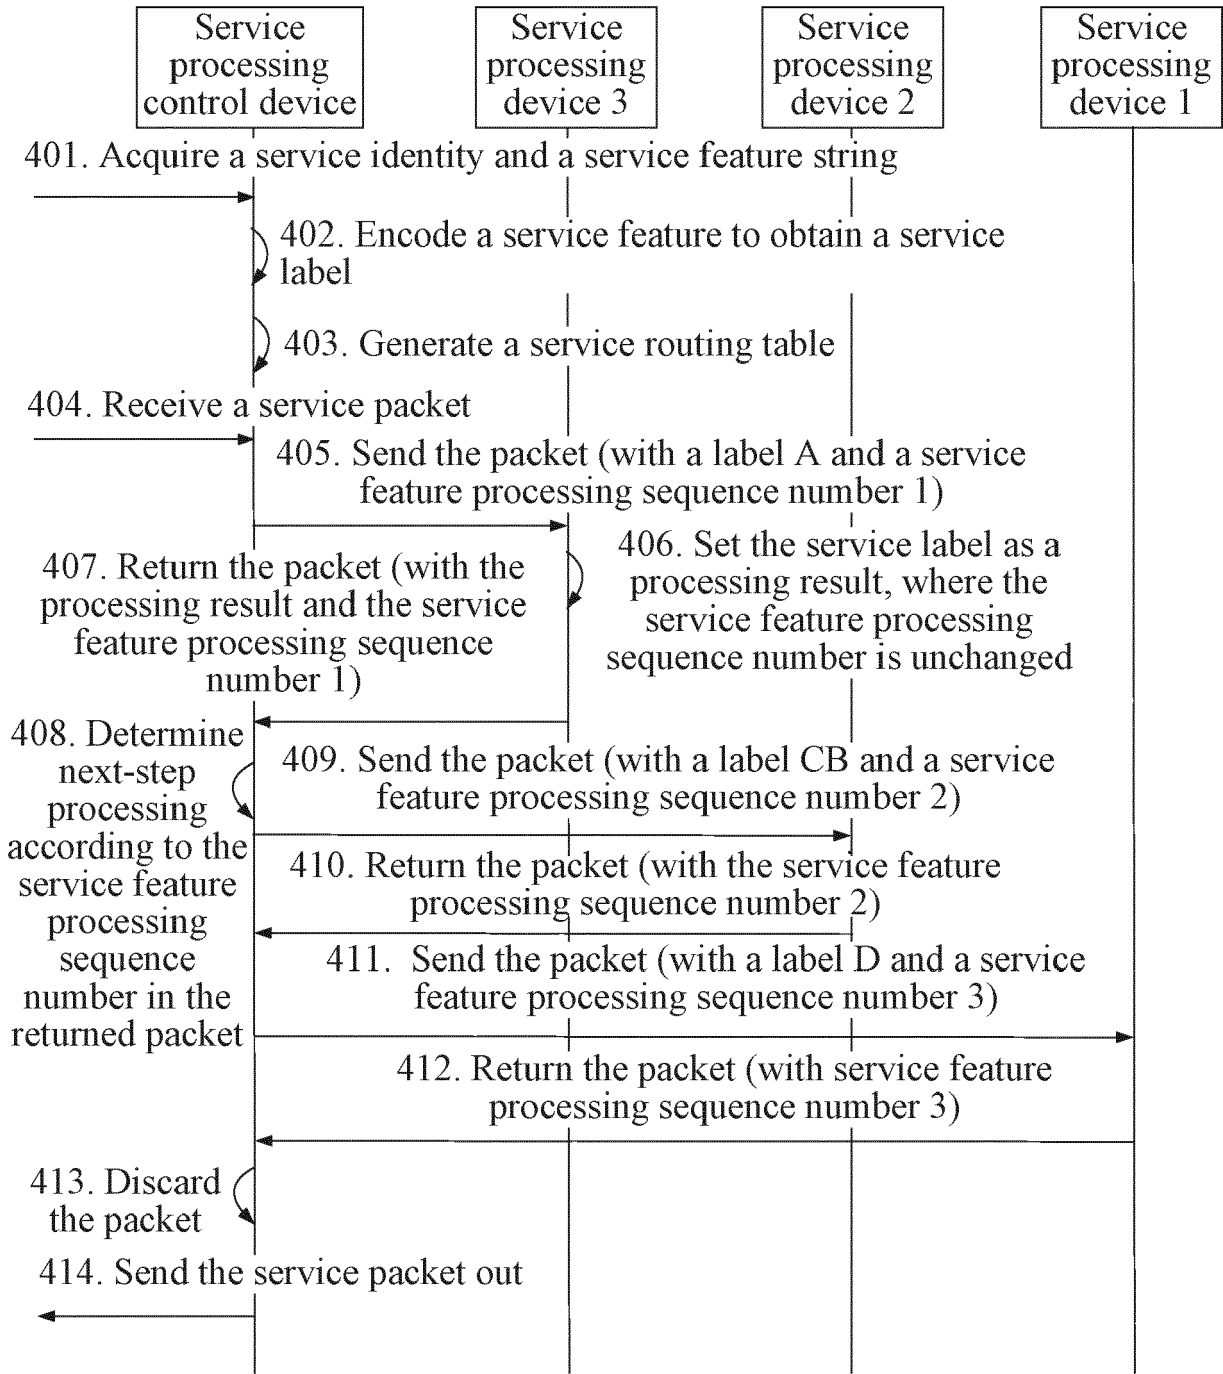 Service
processing
control device
Service
processing
device 3
Service
processing
device 2
Service
processing
device 1
401. Acquire a service identity and a service feature string
402. Encode a service feature to obtain a service
label
403. Generate a service routing table
404. Receive a service packet
405. Send the packet (with a label A and a service
feature processing sequence number 1)
406. Set the service label as a
processing result, where the
service feature processing
sequence number is unchanged
407. Return the packet (with the
processing result and the service
feature processing sequence
number 1)
408. Determine
next-step
processing
according to the
service feature
processing
sequence
number in the
returned packet
409. Send the packet (with a label CB and a service
feature processing sequence number 2)
410. Return the packet (with the service feature
processing sequence number 2)
411. Send the packet (with a label D and a service
feature processing sequence number 3)
412. Return the packet (with service feature
processing sequence number 3)
413. Discard
the packet
414. Send the service packet out